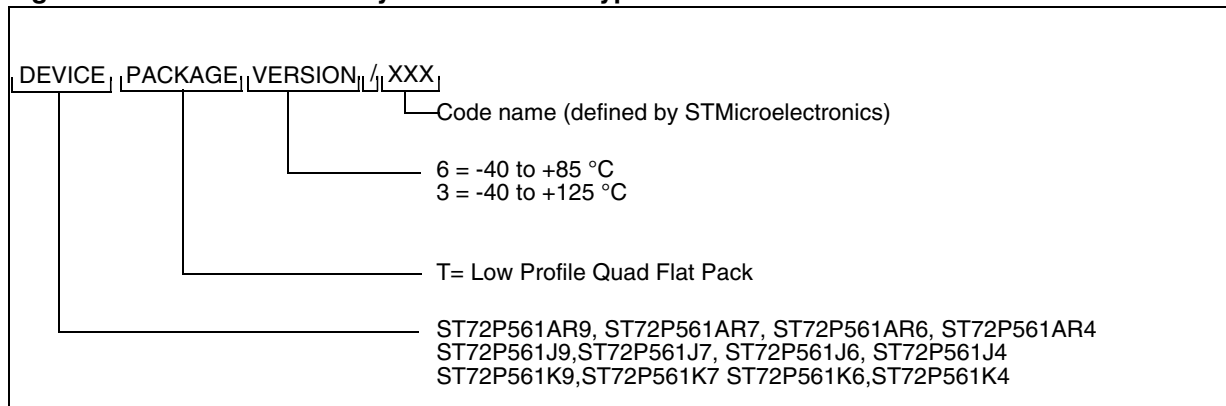 DEVICE PACKAGE VERSION / XXX
Code name (defined by STMicroelectronics)
6 = -40 to +85 °C
3 = -40 to +125 °C
T= Low Profile Quad Flat Pack
ST72P561AR9, ST72P561AR7, ST72P561AR6, ST72P561AR4
ST72P561J9,ST72P561J7, ST72P561J6, ST72P561J4
ST72P561K9,ST72P561K7 ST72P561K6,ST72P561K4